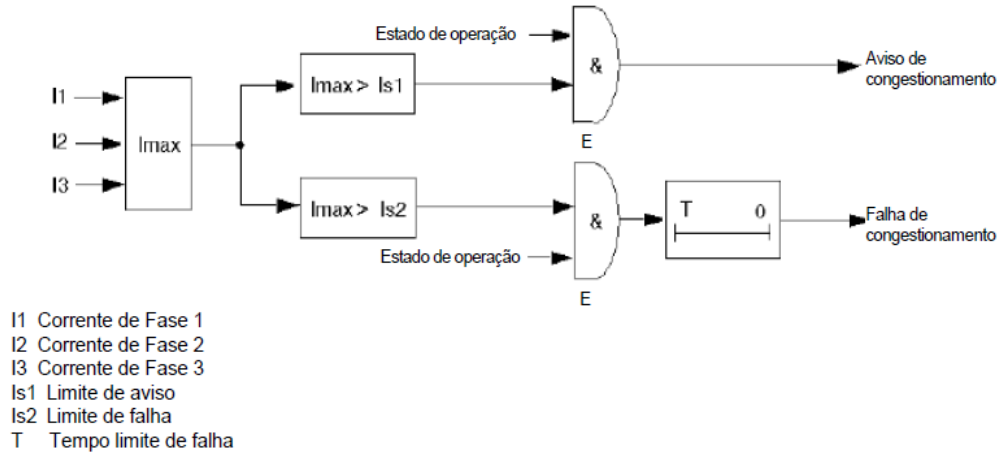 Estado de operação
&
Aviso de
congestionamento
Imax > Is1
I1
I2
I3
Imax
E
Imax > Is2
&
T 0
Falha de
congestionamento
Estado de operação
E
I1 Corrente de Fase 1
I2 Corrente de Fase 2
I3 Corrente de Fase 3
Is1 Limite de aviso
Is2 Limite de falha
T Tempo limite de falha